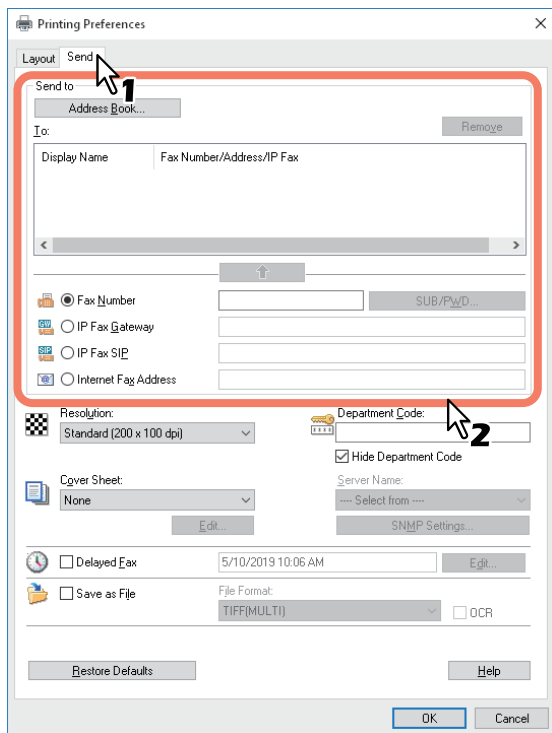 Printing Preferences
Layout Send
1
Send to
Address Book...
To:
Remove
Display Name Fax Number/Address/IP Fax
Fax Number SUB/PWD...
GW IP Fax Gateway
SIP IP Fax SIP
@ Internet Fax Address
2
Resolution: Department Code:
Standard (200 x 100 dpi)
Hide Department Code
Cover Sheet: Server Name:
None ---- Select from ----
Edit... SNMP Settings...
Delayed Fax 5/10/2019 10:06 AM Edit...
Save as File File Format:
TIFF(MULTI) OCR
Restore Defaults Help
OK Cancel